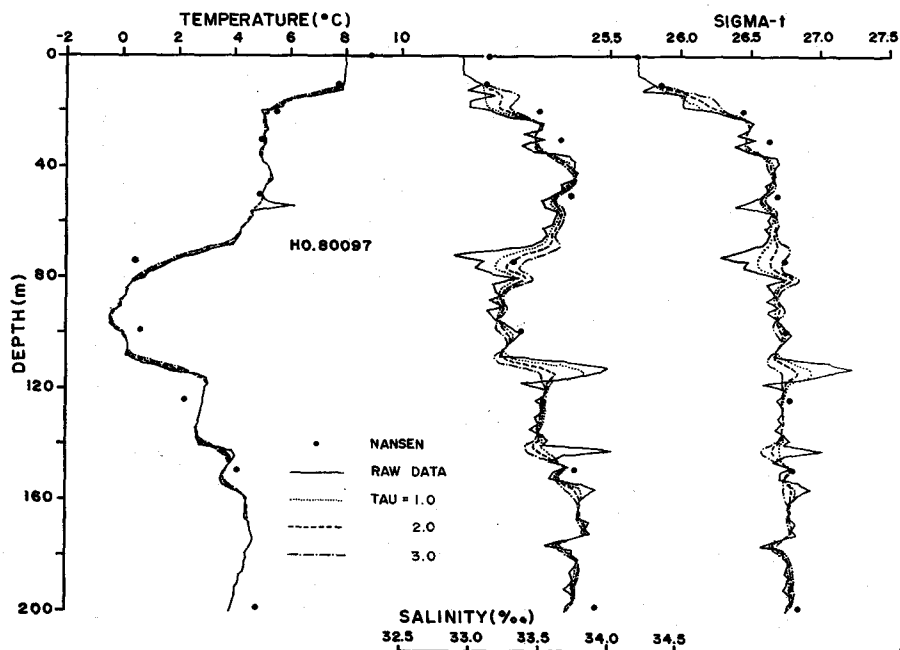 TEMPERATURE (°C)
SIGMA-t
-2 0 2 4 6 8 10 25.5 26.0 26.5 27.0 27.5
0
40
80
120
160
200
DEPTH (m)
HO.80097
NANSEN
RAW DATA
TAU = 1.0
2.0
3.0
SALINITY (‰)
32.5 33.0 33.5 34.0 34.5